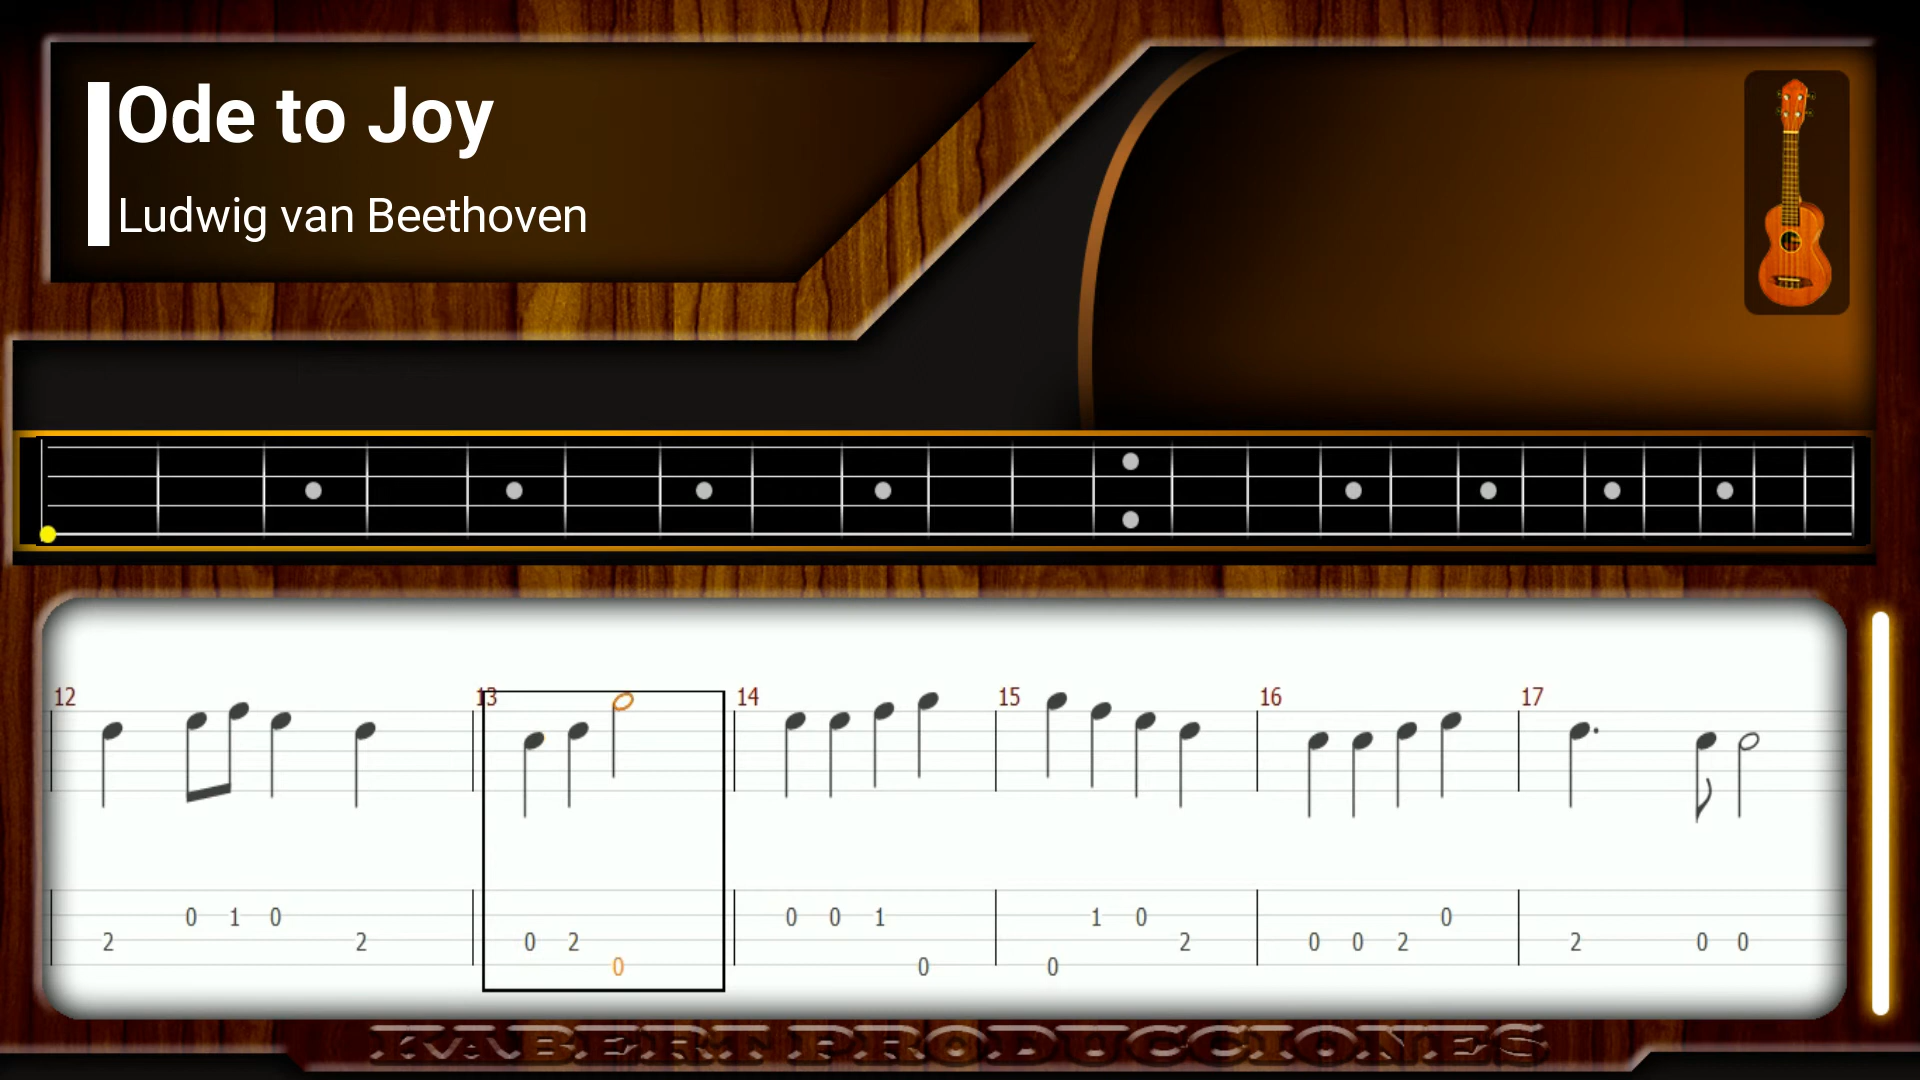 Ode to Joy
Ludwig van Beethoven
12 13 14 15 16 17
0 1 0 0 0 1 1 0 0
2 2 0 2 2 0 0 2 2 0 0
0 0 0
KABERT PRODUCCIONES